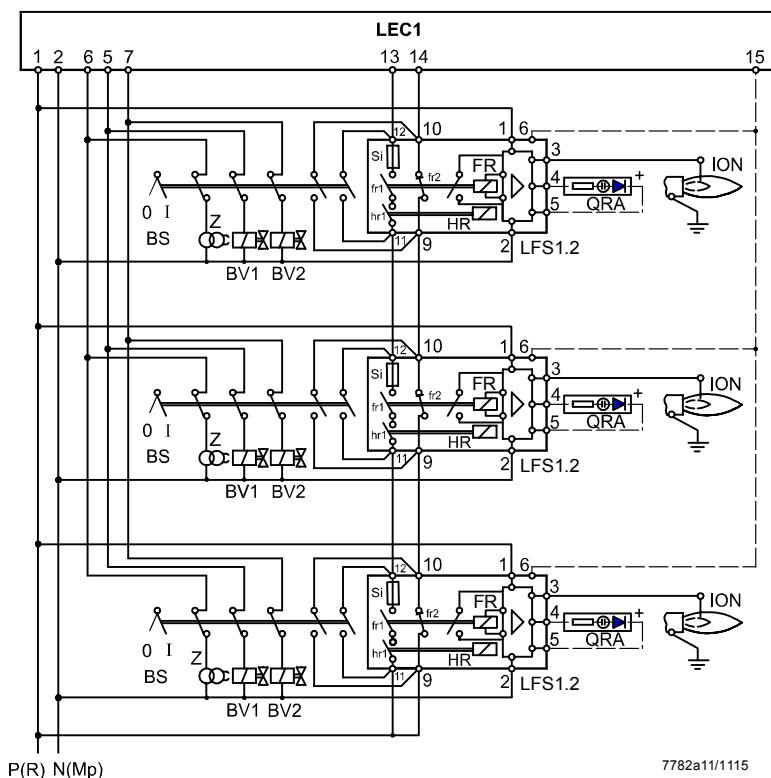 LEC1
1 2 6 5 7 13 14 15
12 10 1 6
3
Si fr2 FR ION
4 +
fr1
0 I 5 QRA
hr1
BS Z HR
11 9 2 LFS1.2
BV1 BV2
12 10 1 6
3
Si fr2 FR ION
4 +
fr1
0 I 5 QRA
hr1
BS Z HR
11 9 2 LFS1.2
BV1 BV2
12 10 1 6
3
Si fr2 FR ION
4 +
fr1
0 I 5 QRA
hr1
BS Z HR
11 9 2 LFS1.2
BV1 BV2
P(R) N(Mp) 7782a11/1115